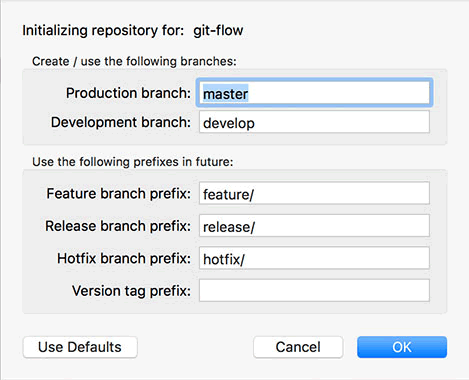 Initializing repository for: git-flow
Create / use the following branches:
Production branch: master
Development branch: develop
Use the following prefixes in future:
Feature branch prefix: feature/
Release branch prefix: release/
Hotfix branch prefix: hotfix/
Version tag prefix:
Use Defaults Cancel OK